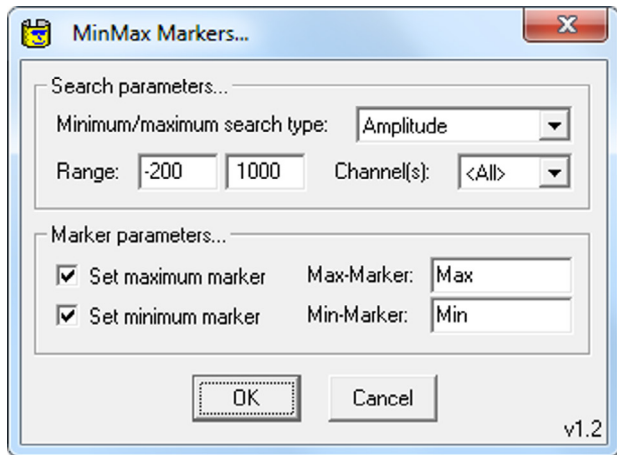 MinMax Markers...
Search parameters...
Minimum/maximum search type: Amplitude
Range: -200 1000 Channel(s): <All>
Marker parameters...
Set maximum marker Max-Marker: Max
Set minimum marker Min-Marker: Min
OK Cancel
v1.2